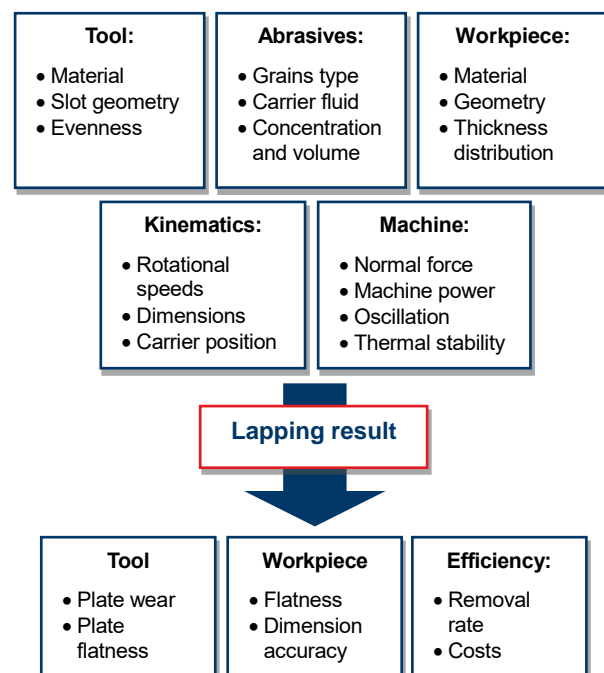 Tool:
• Material
• Slot geometry
• Evenness
Abrasives:
• Grains type
• Carrier fluid
• Concentration
and volume
Workpiece:
• Material
• Geometry
• Thickness
distribution
Kinematics:
• Rotational
speeds
• Dimensions
• Carrier position
Machine:
• Normal force
• Machine power
• Oscillation
• Thermal stability
Lapping result
Tool
• Plate wear
• Plate
flatness
Workpiece
• Flatness
• Dimension
accuracy
Efficiency:
• Removal
rate
• Costs